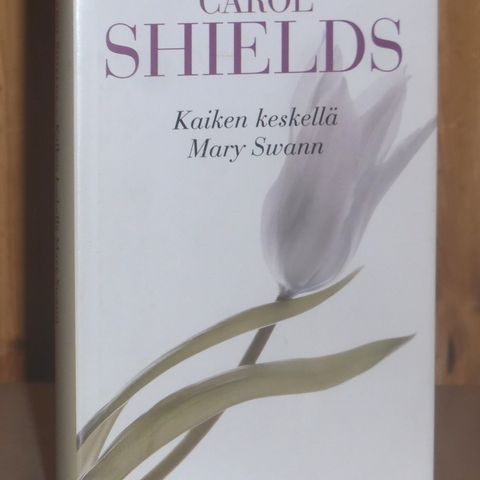 CAROL
SHIELDS
Kaiken keskellä
Mary Swann